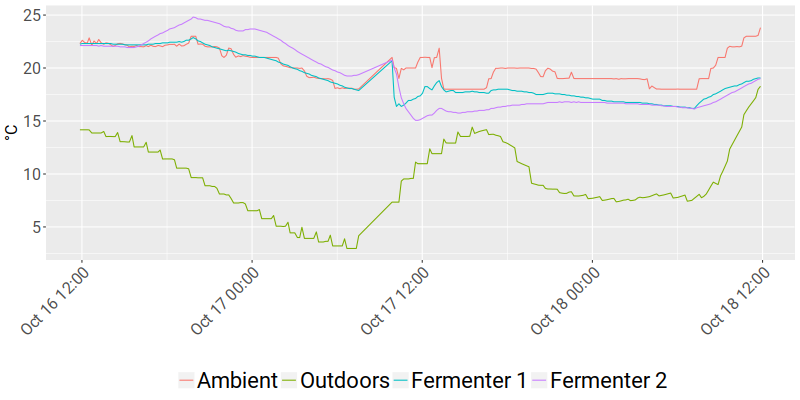 25
20
15
10
5
°C
Oct 16 12:00
Oct 17 00:00
Oct 17 12:00
Oct 18 00:00
Oct 18 12:00
Ambient Outdoors Fermenter 1 Fermenter 2